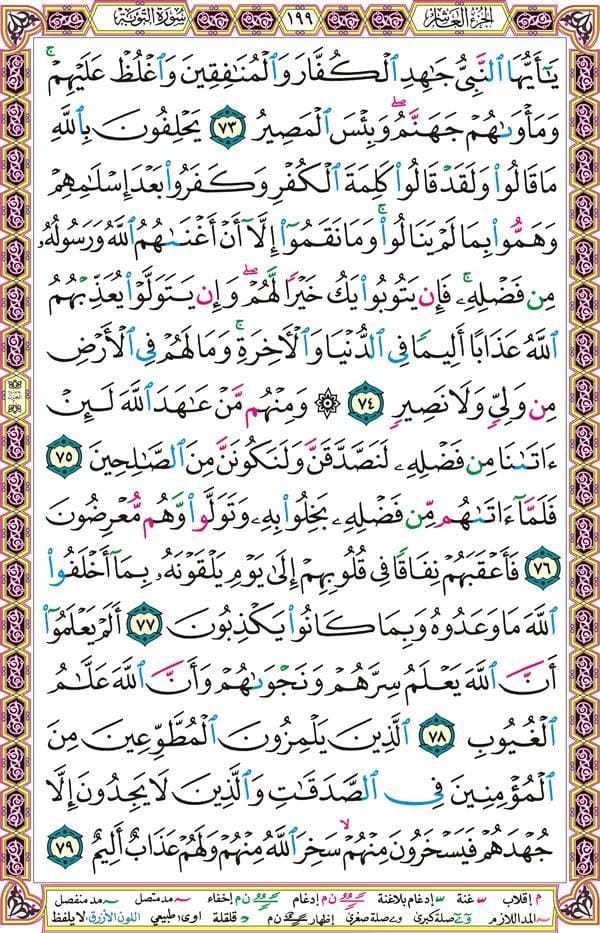 الجزء العاشر ١٩٩ سورة التوبة
يَٰٓأَيُّهَا ٱلنَّبِيُّ جَٰهِدِ ٱلۡكُفَّارَ وَٱلۡمُنَٰفِقِينَ وَٱغۡلُظۡ عَلَيۡهِمۡۚ
وَمَأۡوَىٰهُمۡ جَهَنَّمُۖ وَبِئۡسَ ٱلۡمَصِيرُ ٧٣ يَحۡلِفُونَ بِٱللَّهِ
مَا قَالُواْ وَلَقَدۡ قَالُواْ كَلِمَةَ ٱلۡكُفۡرِ وَكَفَرُواْ بَعۡدَ إِسۡلَٰمِهِمۡ
وَهَمُّواْ بِمَا لَمۡ يَنَالُواْۚ وَمَا نَقَمُوٓاْ إِلَّآ أَنۡ أَغۡنَىٰهُمُ ٱللَّهُ وَرَسُولُهُۥ
مِن فَضۡلِهِۦۚ فَإِن يَتُوبُواْ يَكُ خَيۡرٗا لَّهُمۡۖ وَإِن يَتَوَلَّوۡاْ يُعَذِّبۡهُمُ
ٱللَّهُ عَذَابًا أَلِيمٗا فِي ٱلدُّنۡيَا وَٱلۡأٓخِرَةِۚ وَمَا لَهُمۡ فِي ٱلۡأَرۡضِ
مِن وَلِيّٖ وَلَا نَصِيرٖ ٧٤ ۞ وَمِنۡهُم مَّنۡ عَٰهَدَ ٱللَّهَ لَئِنۡ
ءَاتَىٰنَا مِن فَضۡلِهِۦ لَنَصَّدَّقَنَّ وَلَنَكُونَنَّ مِنَ ٱلصَّٰلِحِينَ ٧٥
فَلَمَّآ ءَاتَىٰهُم مِّن فَضۡلِهِۦ بَخِلُواْ بِهِۦ وَتَوَلَّواْ وَّهُم مُّعۡرِضُونَ
٧٦ فَأَعۡقَبَهُمۡ نِفَاقٗا فِي قُلُوبِهِمۡ إِلَىٰ يَوۡمِ يَلۡقَوۡنَهُۥ بِمَآ أَخۡلَفُواْ
ٱللَّهَ مَا وَعَدُوهُ وَبِمَا كَانُواْ يَكۡذِبُونَ ٧٧ أَلَمۡ يَعۡلَمُوٓاْ
أَنَّ ٱللَّهَ يَعۡلَمُ سِرَّهُمۡ وَنَجۡوَىٰهُمۡ وَأَنَّ ٱللَّهَ عَلَّٰمُ
ٱلۡغُيُوبِ ٧٨ ٱلَّذِينَ يَلۡمِزُونَ ٱلۡمُطَّوِّعِينَ مِنَ
ٱلۡمُؤۡمِنِينَ فِي ٱلصَّدَقَٰتِ وَٱلَّذِينَ لَا يَجِدُونَ إِلَّا
جُهۡدَهُمۡ فَيَسۡخَرُونَ مِنۡهُمۡ سَخِرَ ٱللَّهُ مِنۡهُمۡ وَلَهُمۡ عَذَابٌ أَلِيمٌ ٧٩
م إقلاب غنة إدغام بلاغنة ن م إدغام ن م إخفاء مد متصل مد منفصل
المد اللازم صلة كبرى صلة صغرى إظهار ن م قلقلة اوى: طبيعي اللون الأزرق: لا يلفظ